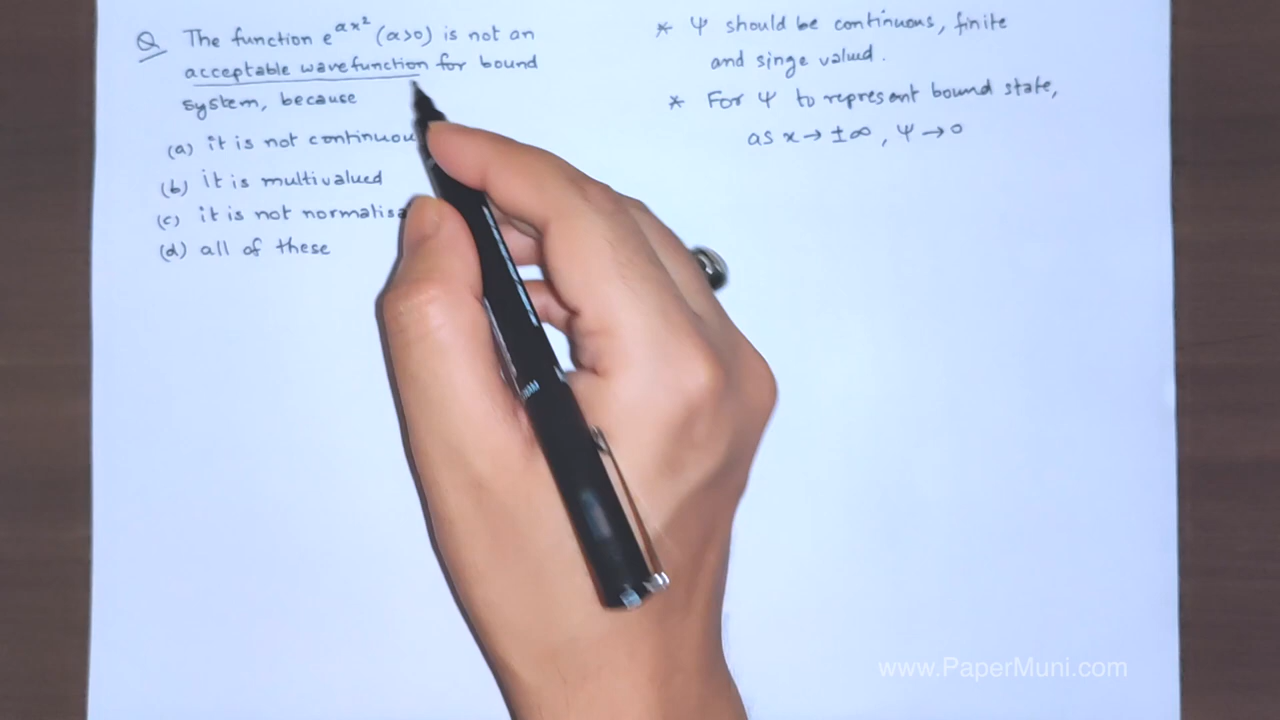 Q The function e^αx² (α>0) is not an
acceptable wavefunction for bound
system, because
(a) it is not continuou
(b) it is multivalued
(c) it is not normalisa
(d) all of these
* Ψ should be continuous, finite
and singe valued.
* For Ψ to represent bound state,
as x → ±∞, Ψ → 0
www.PaperMuni.com